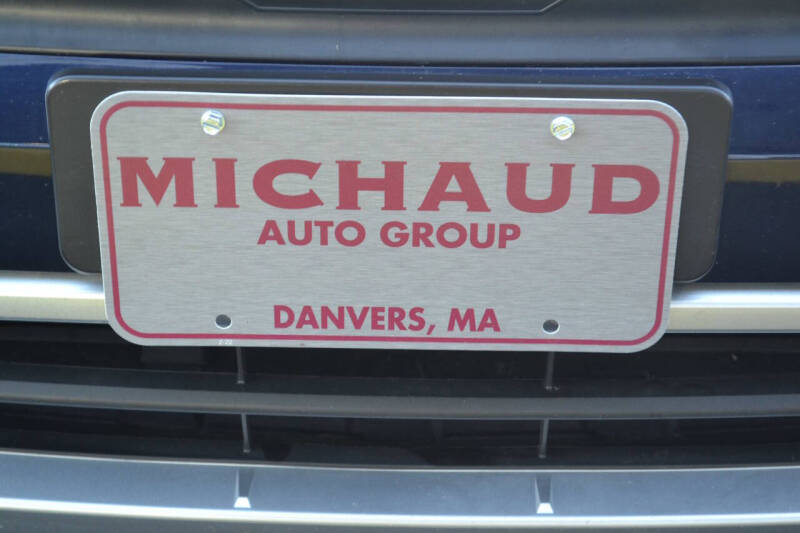 MICHAUD
AUTO GROUP
DANVERS, MA